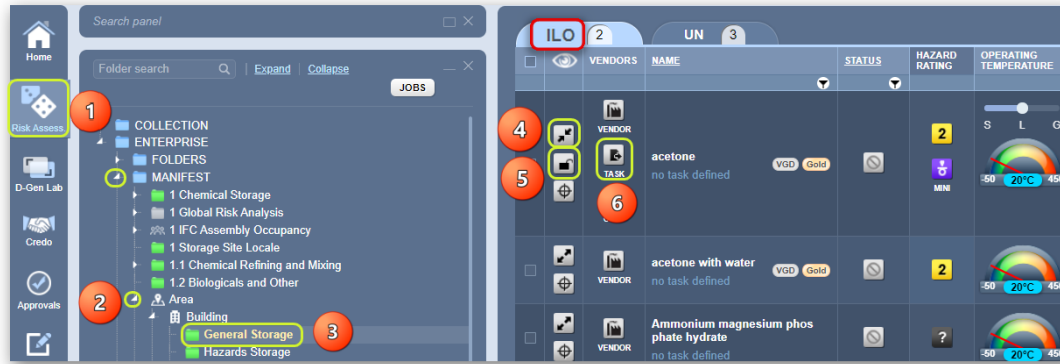 Home
Risk Assess
D-Gen Lab
Credo
Approvals
Search panel
Folder search
Expand
Collapse
JOBS
1
COLLECTION
ENTERPRISE
FOLDERS
MANIFEST
1 Chemical Storage
1 Global Risk Analysis
1 IFC Assembly Occupancy
1 Storage Site Locale
1.1 Chemical Refining and Mixing
1.2 Biologicals and Other
2
Area
Building
General Storage
3
Hazards Storage
ILO 2
UN 3
VENDORS NAME STATUS HAZARD RATING OPERATING TEMPERATURE
4
5
VENDOR
TASK
6
acetone
no task defined
VGD Gold
2
MINI
S L G
-50 20°C 450
VENDOR
acetone with water
no task defined
VGD Gold
2
-50 20°C 450
VENDOR
Ammonium magnesium phos
phate hydrate
no task defined
?
-50 20°C